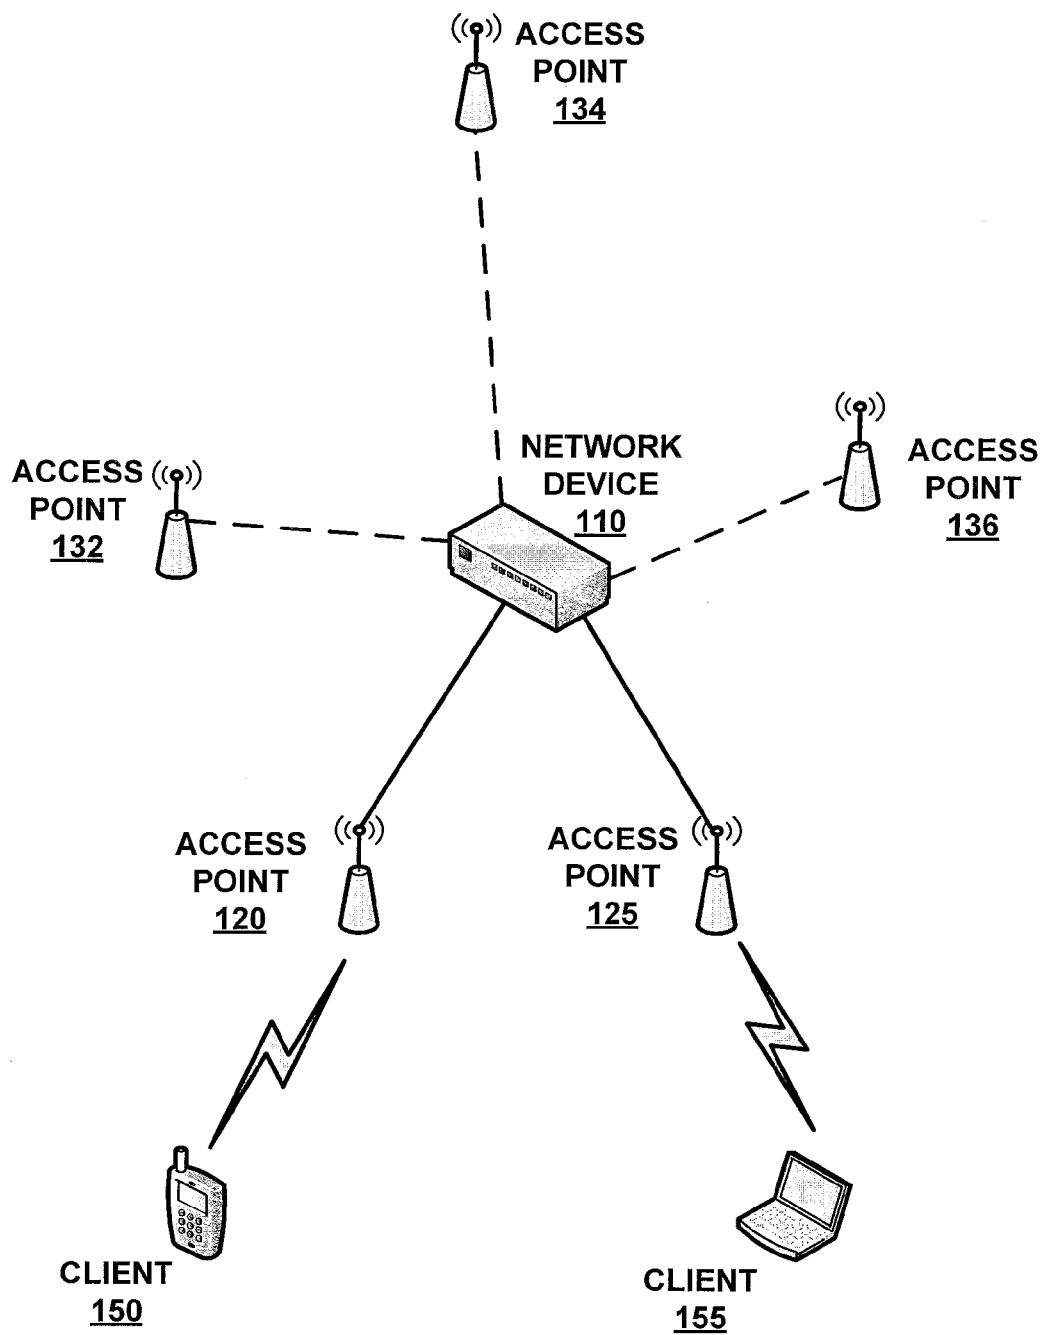 ACCESS
POINT
134
NETWORK
DEVICE
110
ACCESS
POINT
132
ACCESS
POINT
136
ACCESS
POINT
120
ACCESS
POINT
125
CLIENT
150
CLIENT
155